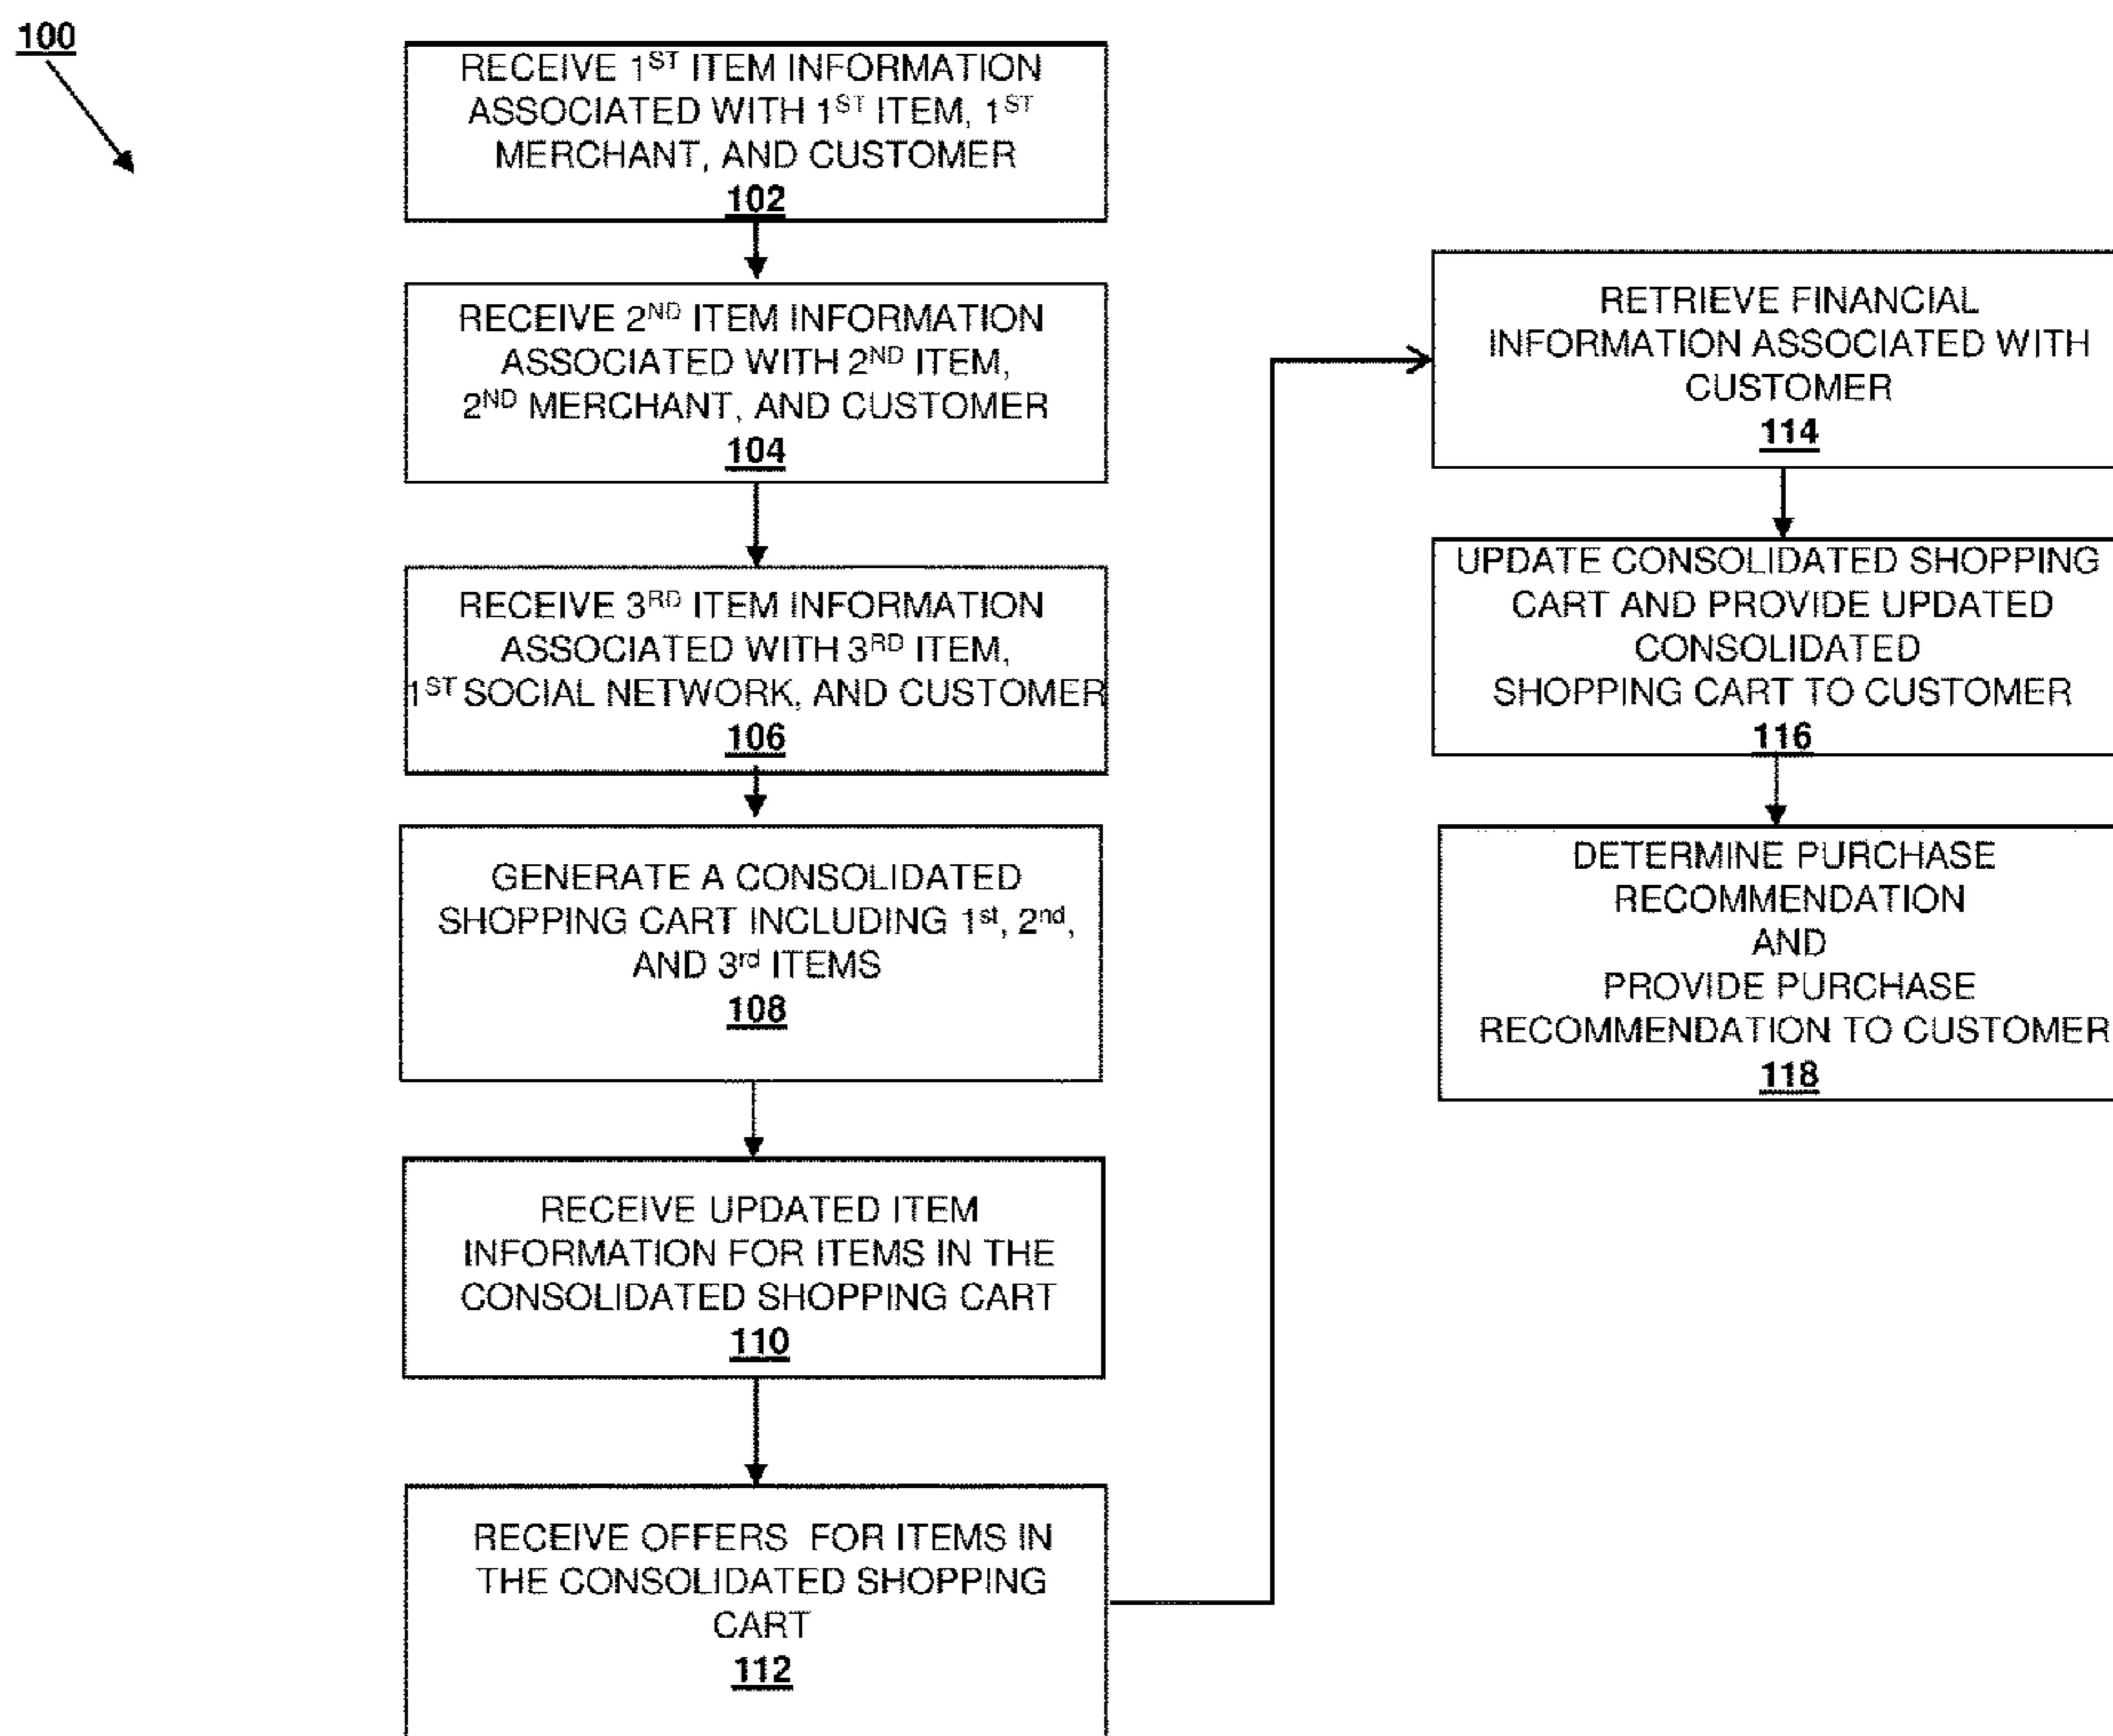 100
RECEIVE 1ST ITEM INFORMATION
ASSOCIATED WITH 1ST ITEM, 1ST
MERCHANT, AND CUSTOMER
102
RECEIVE 2ND ITEM INFORMATION
ASSOCIATED WITH 2ND ITEM,
2ND MERCHANT, AND CUSTOMER
104
RECEIVE 3RD ITEM INFORMATION
ASSOCIATED WITH 3RD ITEM,
1ST SOCIAL NETWORK, AND CUSTOMER
106
GENERATE A CONSOLIDATED
SHOPPING CART INCLUDING 1st, 2nd,
AND 3rd ITEMS
108
RECEIVE UPDATED ITEM
INFORMATION FOR ITEMS IN THE
CONSOLIDATED SHOPPING CART
110
RECEIVE OFFERS FOR ITEMS IN
THE CONSOLIDATED SHOPPING
CART
112
RETRIEVE FINANCIAL
INFORMATION ASSOCIATED WITH
CUSTOMER
114
UPDATE CONSOLIDATED SHOPPING
CART AND PROVIDE UPDATED
CONSOLIDATED
SHOPPING CART TO CUSTOMER
116
DETERMINE PURCHASE
RECOMMENDATION
AND
PROVIDE PURCHASE
RECOMMENDATION TO CUSTOMER
118